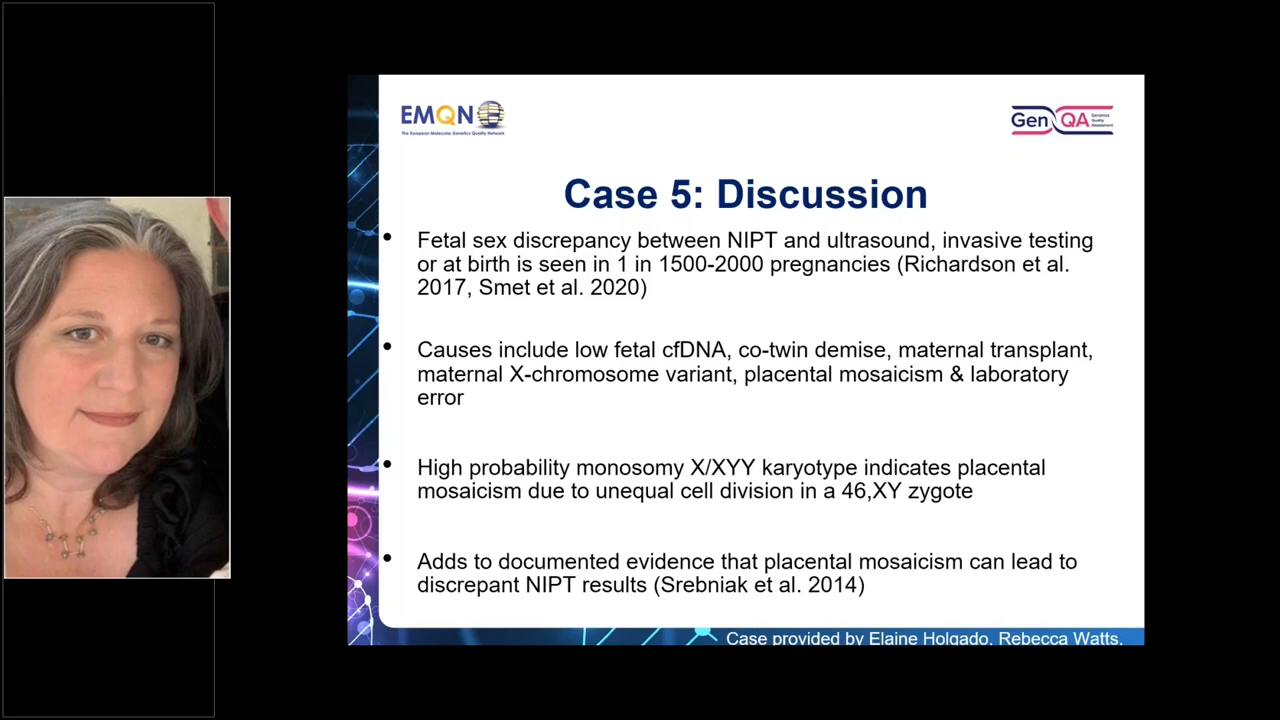 EMQN
The European Molecular Genetics Quality Network
Gen QA
Genomics
Quality
Assessment
Case 5: Discussion
• Fetal sex discrepancy between NIPT and ultrasound, invasive testing
or at birth is seen in 1 in 1500-2000 pregnancies (Richardson et al.
2017, Smet et al. 2020)
• Causes include low fetal cfDNA, co-twin demise, maternal transplant,
maternal X-chromosome variant, placental mosaicism & laboratory
error
• High probability monosomy X/XYY karyotype indicates placental
mosaicism due to unequal cell division in a 46,XY zygote
• Adds to documented evidence that placental mosaicism can lead to
discrepant NIPT results (Srebniak et al. 2014)
Case provided by Elaine Holgado, Rebecca Watts,